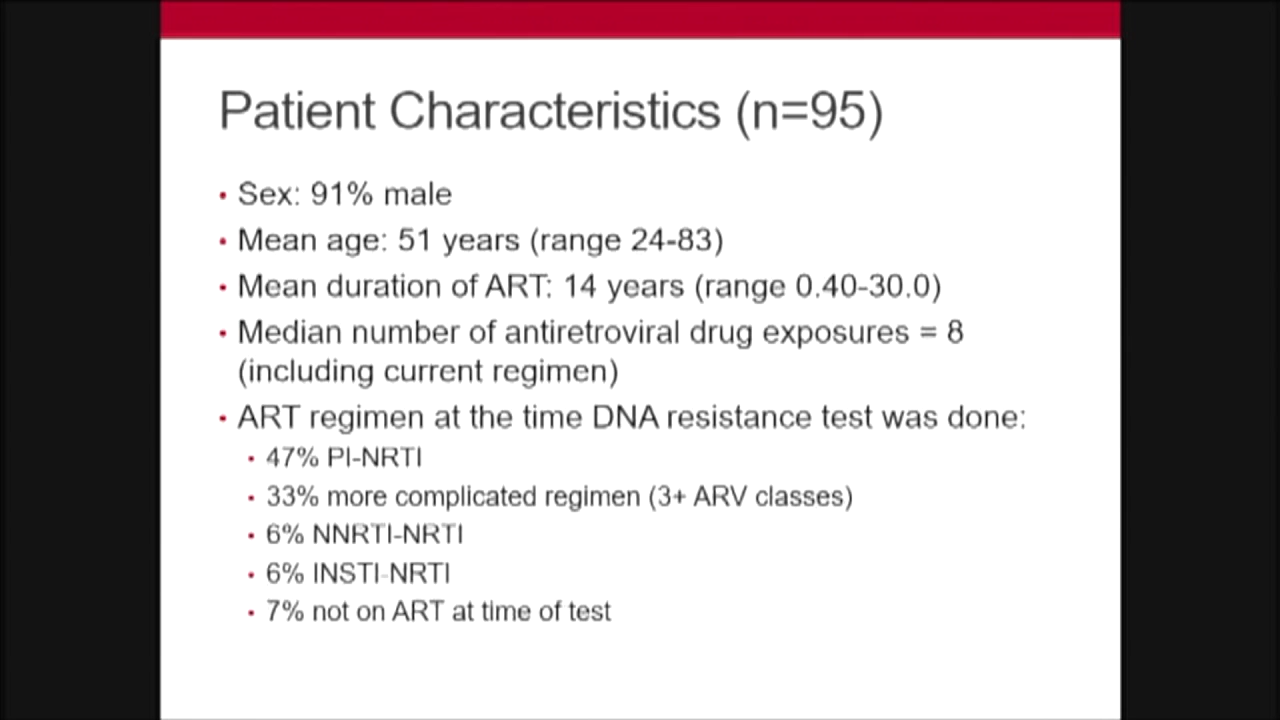 Patient Characteristics (n=95)
• Sex: 91% male
• Mean age: 51 years (range 24-83)
• Mean duration of ART: 14 years (range 0.40-30.0)
• Median number of antiretroviral drug exposures = 8
(including current regimen)
• ART regimen at the time DNA resistance test was done:
• 47% PI-NRTI
• 33% more complicated regimen (3+ ARV classes)
• 6% NNRTI-NRTI
• 6% INSTI-NRTI
• 7% not on ART at time of test